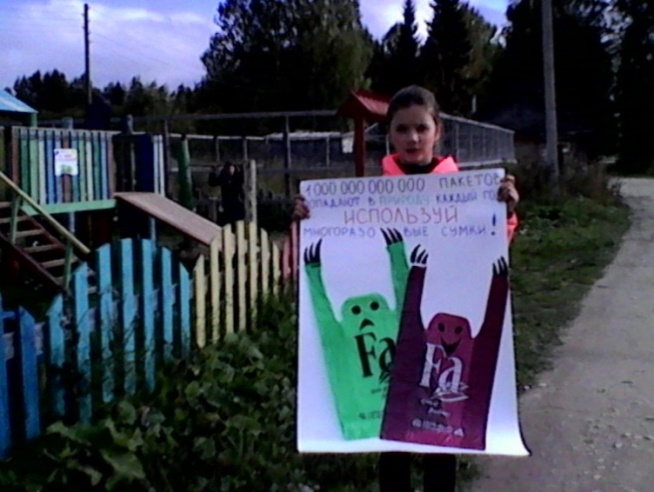 1 000 000 000 000 ПАКЕТОВ
ПОПАДАЮТ В ПРИРОДУ КАЖДЫЙ ГОД
ИСПОЛЬЗУЙ
МНОГОРАЗОВЫЕ СУМКИ!
Fa
Fa